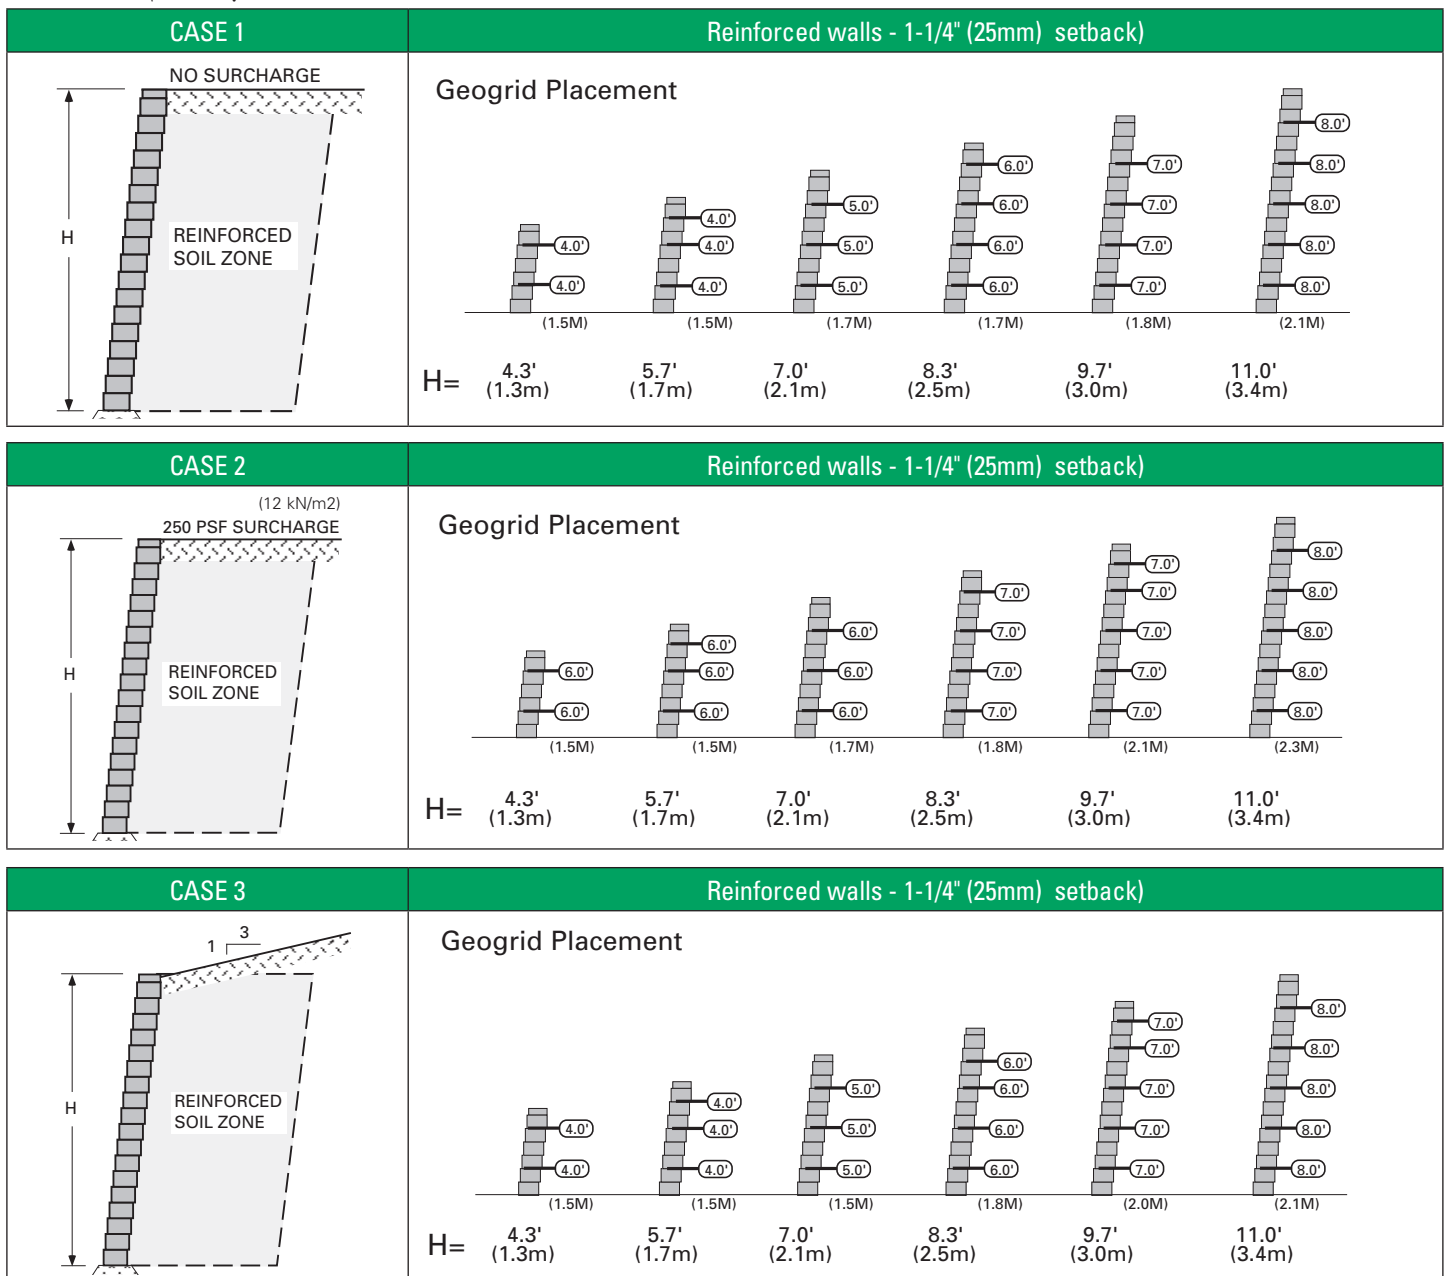 CASE 1
Reinforced walls - 1-1/4" (25mm) setback)
NO SURCHARGE
H
REINFORCED
SOIL ZONE
Geogrid Placement
4.0'
4.0'
4.0'
4.0'
4.0'
5.0'
5.0'
5.0'
6.0'
6.0'
6.0'
6.0'
7.0'
7.0'
7.0'
7.0'
8.0'
8.0'
8.0'
8.0'
8.0'
(1.5M) (1.5M) (1.7M) (1.7M) (1.8M) (2.1M)
H= 4.3' 5.7' 7.0' 8.3' 9.7' 11.0'
(1.3m) (1.7m) (2.1m) (2.5m) (3.0m) (3.4m)
CASE 2
Reinforced walls - 1-1/4" (25mm) setback)
(12 kN/m2)
250 PSF SURCHARGE
H
REINFORCED
SOIL ZONE
Geogrid Placement
6.0'
6.0'
6.0'
6.0'
6.0'
6.0'
6.0'
6.0'
7.0'
7.0'
7.0'
7.0'
7.0'
7.0'
7.0'
7.0'
7.0'
8.0'
8.0'
8.0'
8.0'
8.0'
(1.5M) (1.5M) (1.7M) (1.8M) (2.1M) (2.3M)
H= 4.3' 5.7' 7.0' 8.3' 9.7' 11.0'
(1.3m) (1.7m) (2.1m) (2.5m) (3.0m) (3.4m)
CASE 3
Reinforced walls - 1-1/4" (25mm) setback)
3
1
H
REINFORCED
SOIL ZONE
Geogrid Placement
4.0'
4.0'
4.0'
4.0'
4.0'
5.0'
5.0'
5.0'
6.0'
6.0'
6.0'
6.0'
7.0'
7.0'
7.0'
7.0'
7.0'
8.0'
8.0'
8.0'
8.0'
8.0'
(1.5M) (1.5M) (1.5M) (1.8M) (2.0M) (2.1M)
H= 4.3' 5.7' 7.0' 8.3' 9.7' 11.0'
(1.3m) (1.7m) (2.1m) (2.5m) (3.0m) (3.4m)